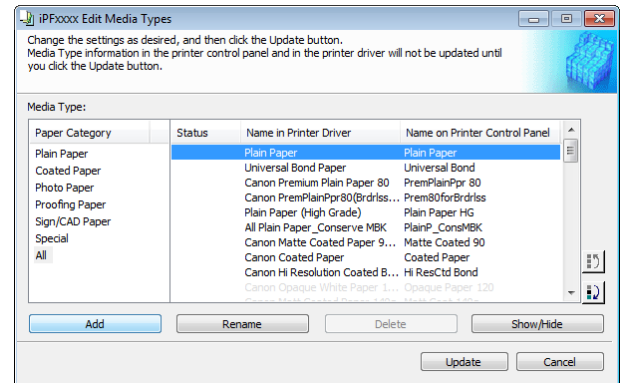 iPFxxxx Edit Media Types
Change the settings as desired, and then click the Update button.
Media Type information in the printer control panel and in the printer driver will not be updated until
you click the Update button.
Media Type:
Paper Category Status Name in Printer Driver Name on Printer Control Panel
Plain Paper Plain Paper Plain Paper
Coated Paper Universal Bond Paper Universal Bond
Photo Paper Canon Premium Plain Paper 80 PremPlainPpr 80
Proofing Paper Canon PremPlainPpr80(Brdrlss... Prem80forBrdrlss
Sign/CAD Paper Plain Paper (High Grade) Plain Paper HG
Special All Plain Paper_Conserve MBK PlainP_ConsMBK
All Canon Matte Coated Paper 9... Matte Coated 90
Canon Coated Paper Coated Paper
Canon Hi Resolution Coated B... Hi ResCtd Bond
Canon Opaque White Paper 1... Opaque Paper 120
Add Rename Delete Show/Hide
Update Cancel